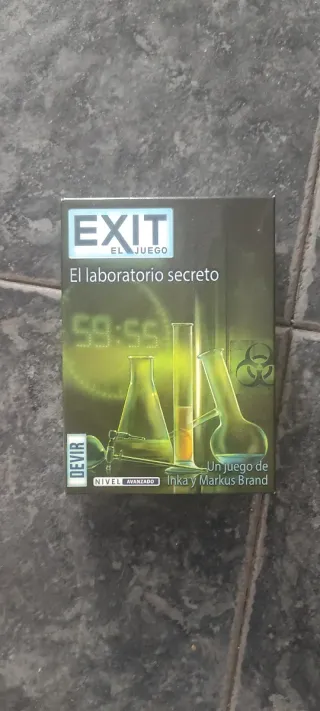 EXIT
EL JUEGO
El laboratorio secreto
59:55
DEVIR
NIVEL AVANZADO
Un juego de
Inka y Markus Brand